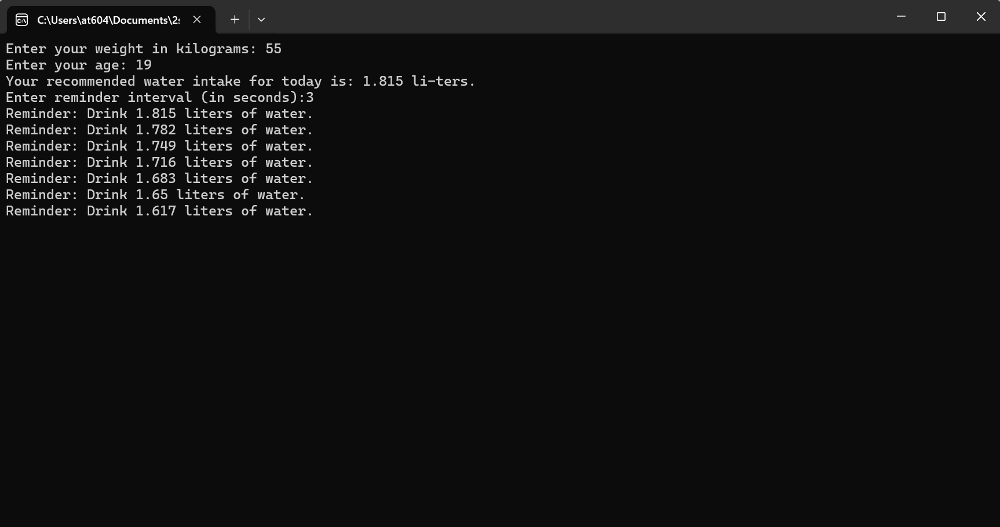 C:\Users\at604\Documents\2
Enter your weight in kilograms: 55
Enter your age: 19
Your recommended water intake for today is: 1.815 li-ters.
Enter reminder interval (in seconds):3
Reminder: Drink 1.815 liters of water.
Reminder: Drink 1.782 liters of water.
Reminder: Drink 1.749 liters of water.
Reminder: Drink 1.716 liters of water.
Reminder: Drink 1.683 liters of water.
Reminder: Drink 1.65 liters of water.
Reminder: Drink 1.617 liters of water.